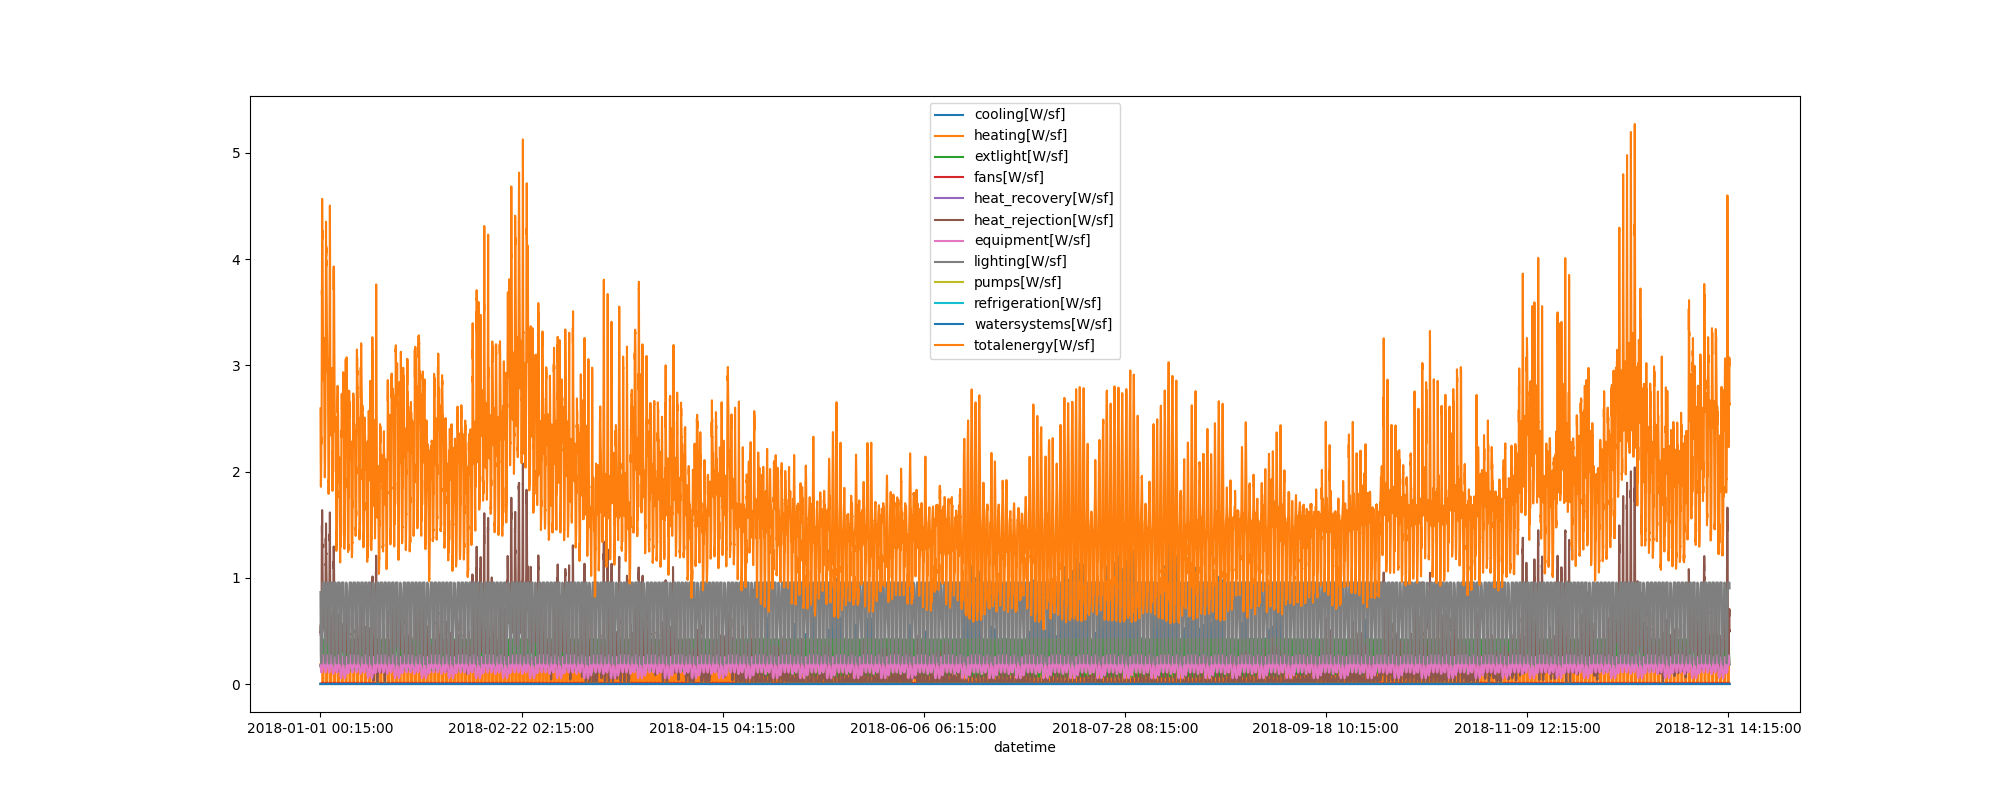 cooling[W/sf]
heating[W/sf]
extlight[W/sf]
fans[W/sf]
heat_recovery[W/sf]
heat_rejection[W/sf]
equipment[W/sf]
lighting[W/sf]
pumps[W/sf]
refrigeration[W/sf]
watersystems[W/sf]
totalenergy[W/sf]
5
4
3
2
1
0
2018-01-01 00:15:00 2018-02-22 02:15:00 2018-04-15 04:15:00 2018-06-06 06:15:00 2018-07-28 08:15:00 2018-09-18 10:15:00 2018-11-09 12:15:00 2018-12-31 14:15:00
datetime